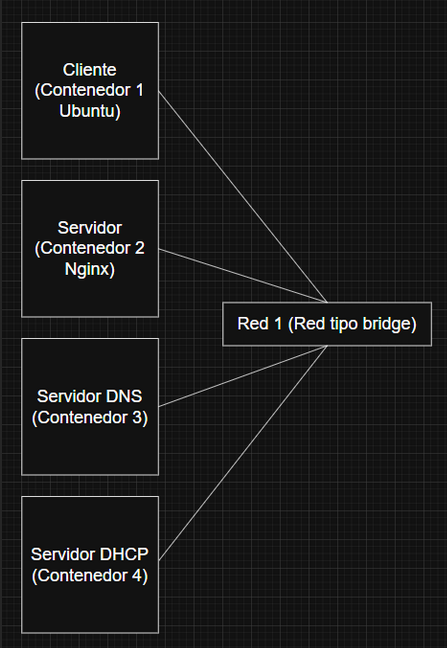 Cliente
(Contenedor 1
Ubuntu)
Servidor
(Contenedor 2
Nginx)
Red 1 (Red tipo bridge)
Servidor DNS
(Contenedor 3)
Servidor DHCP
(Contenedor 4)